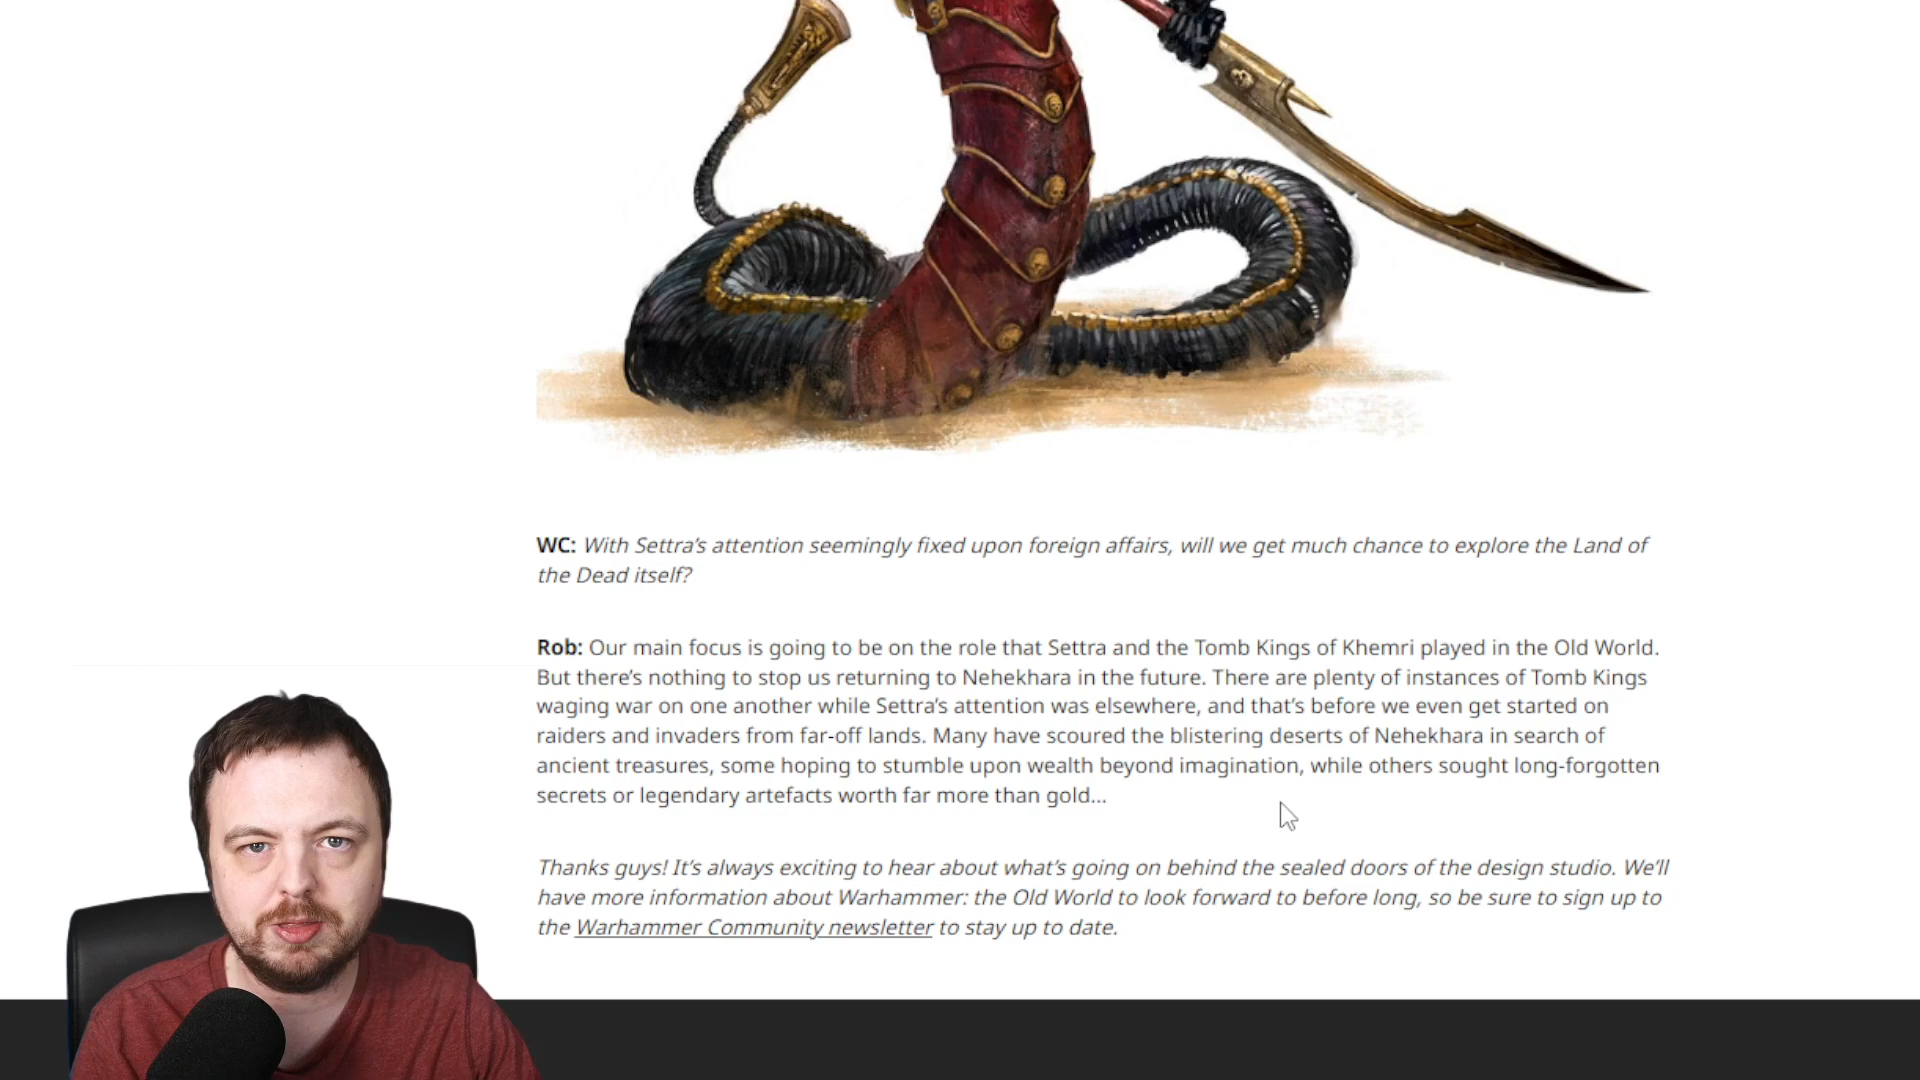 WC: With Settra’s attention seemingly fixed upon foreign affairs, will we get much chance to explore the Land of
the Dead itself?
Rob: Our main focus is going to be on the role that Settra and the Tomb Kings of Khemri played in the Old World.
But there’s nothing to stop us returning to Nehekhara in the future. There are plenty of instances of Tomb Kings
waging war on one another while Settra’s attention was elsewhere, and that’s before we even get started on
raiders and invaders from far-off lands. Many have scoured the blistering deserts of Nehekhara in search of
ancient treasures, some hoping to stumble upon wealth beyond imagination, while others sought long-forgotten
secrets or legendary artefacts worth far more than gold…
Thanks guys! It’s always exciting to hear about what’s going on behind the sealed doors of the design studio. We’ll
have more information about Warhammer: the Old World to look forward to before long, so be sure to sign up to
the Warhammer Community newsletter to stay up to date.